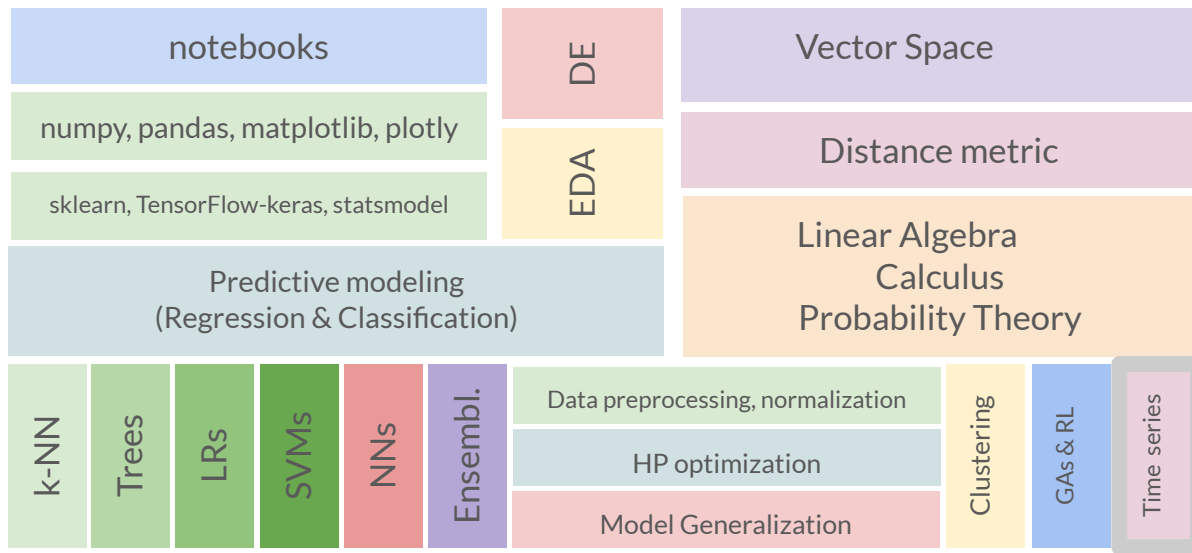 notebooks
numpy, pandas, matplotlib, plotly
sklearn, TensorFlow-keras, statsmodel
DE
EDA
Vector Space
Distance metric
Linear Algebra
Calculus
Probability Theory
Predictive modeling
(Regression & Classification)
k-NN
Trees
LRs
SVMs
NNs
Ensembl.
Data preprocessing, normalization
HP optimization
Model Generalization
Clustering
GAs & RL
Time series